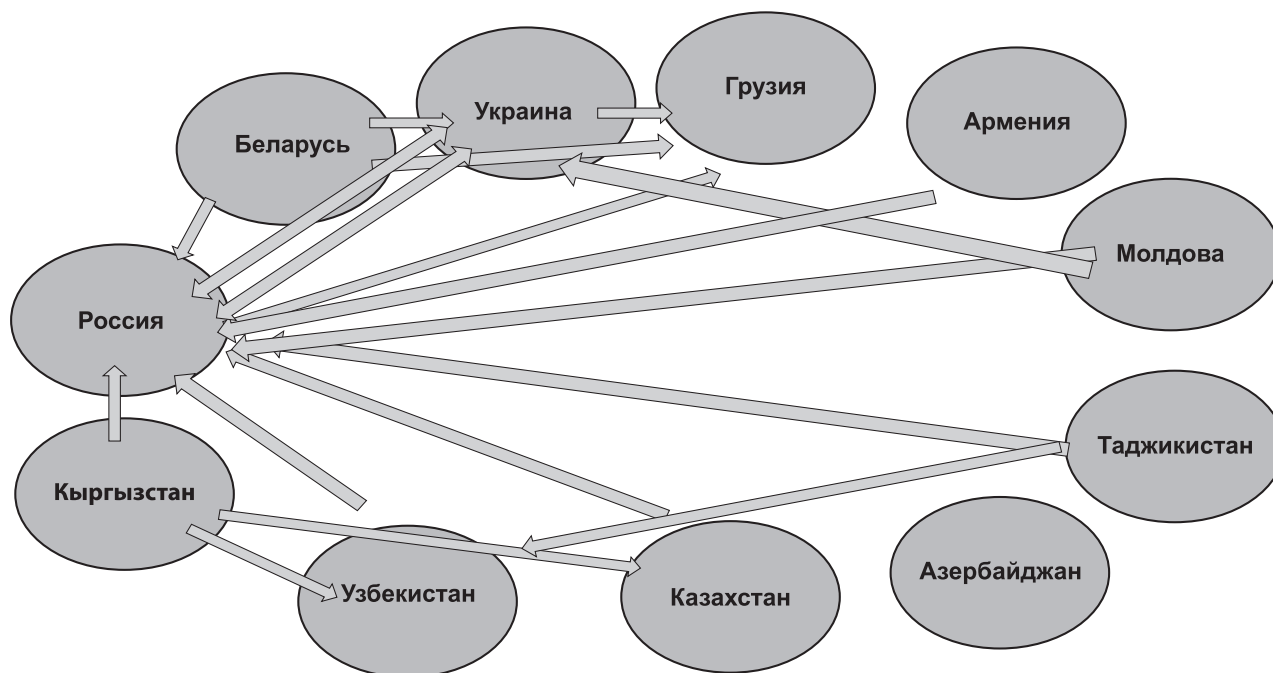 Грузия
Украина
Армения
Беларусь
Молдова
Россия
Таджикистан
Кыргызстан
Азербайджан
Узбекистан
Казахстан